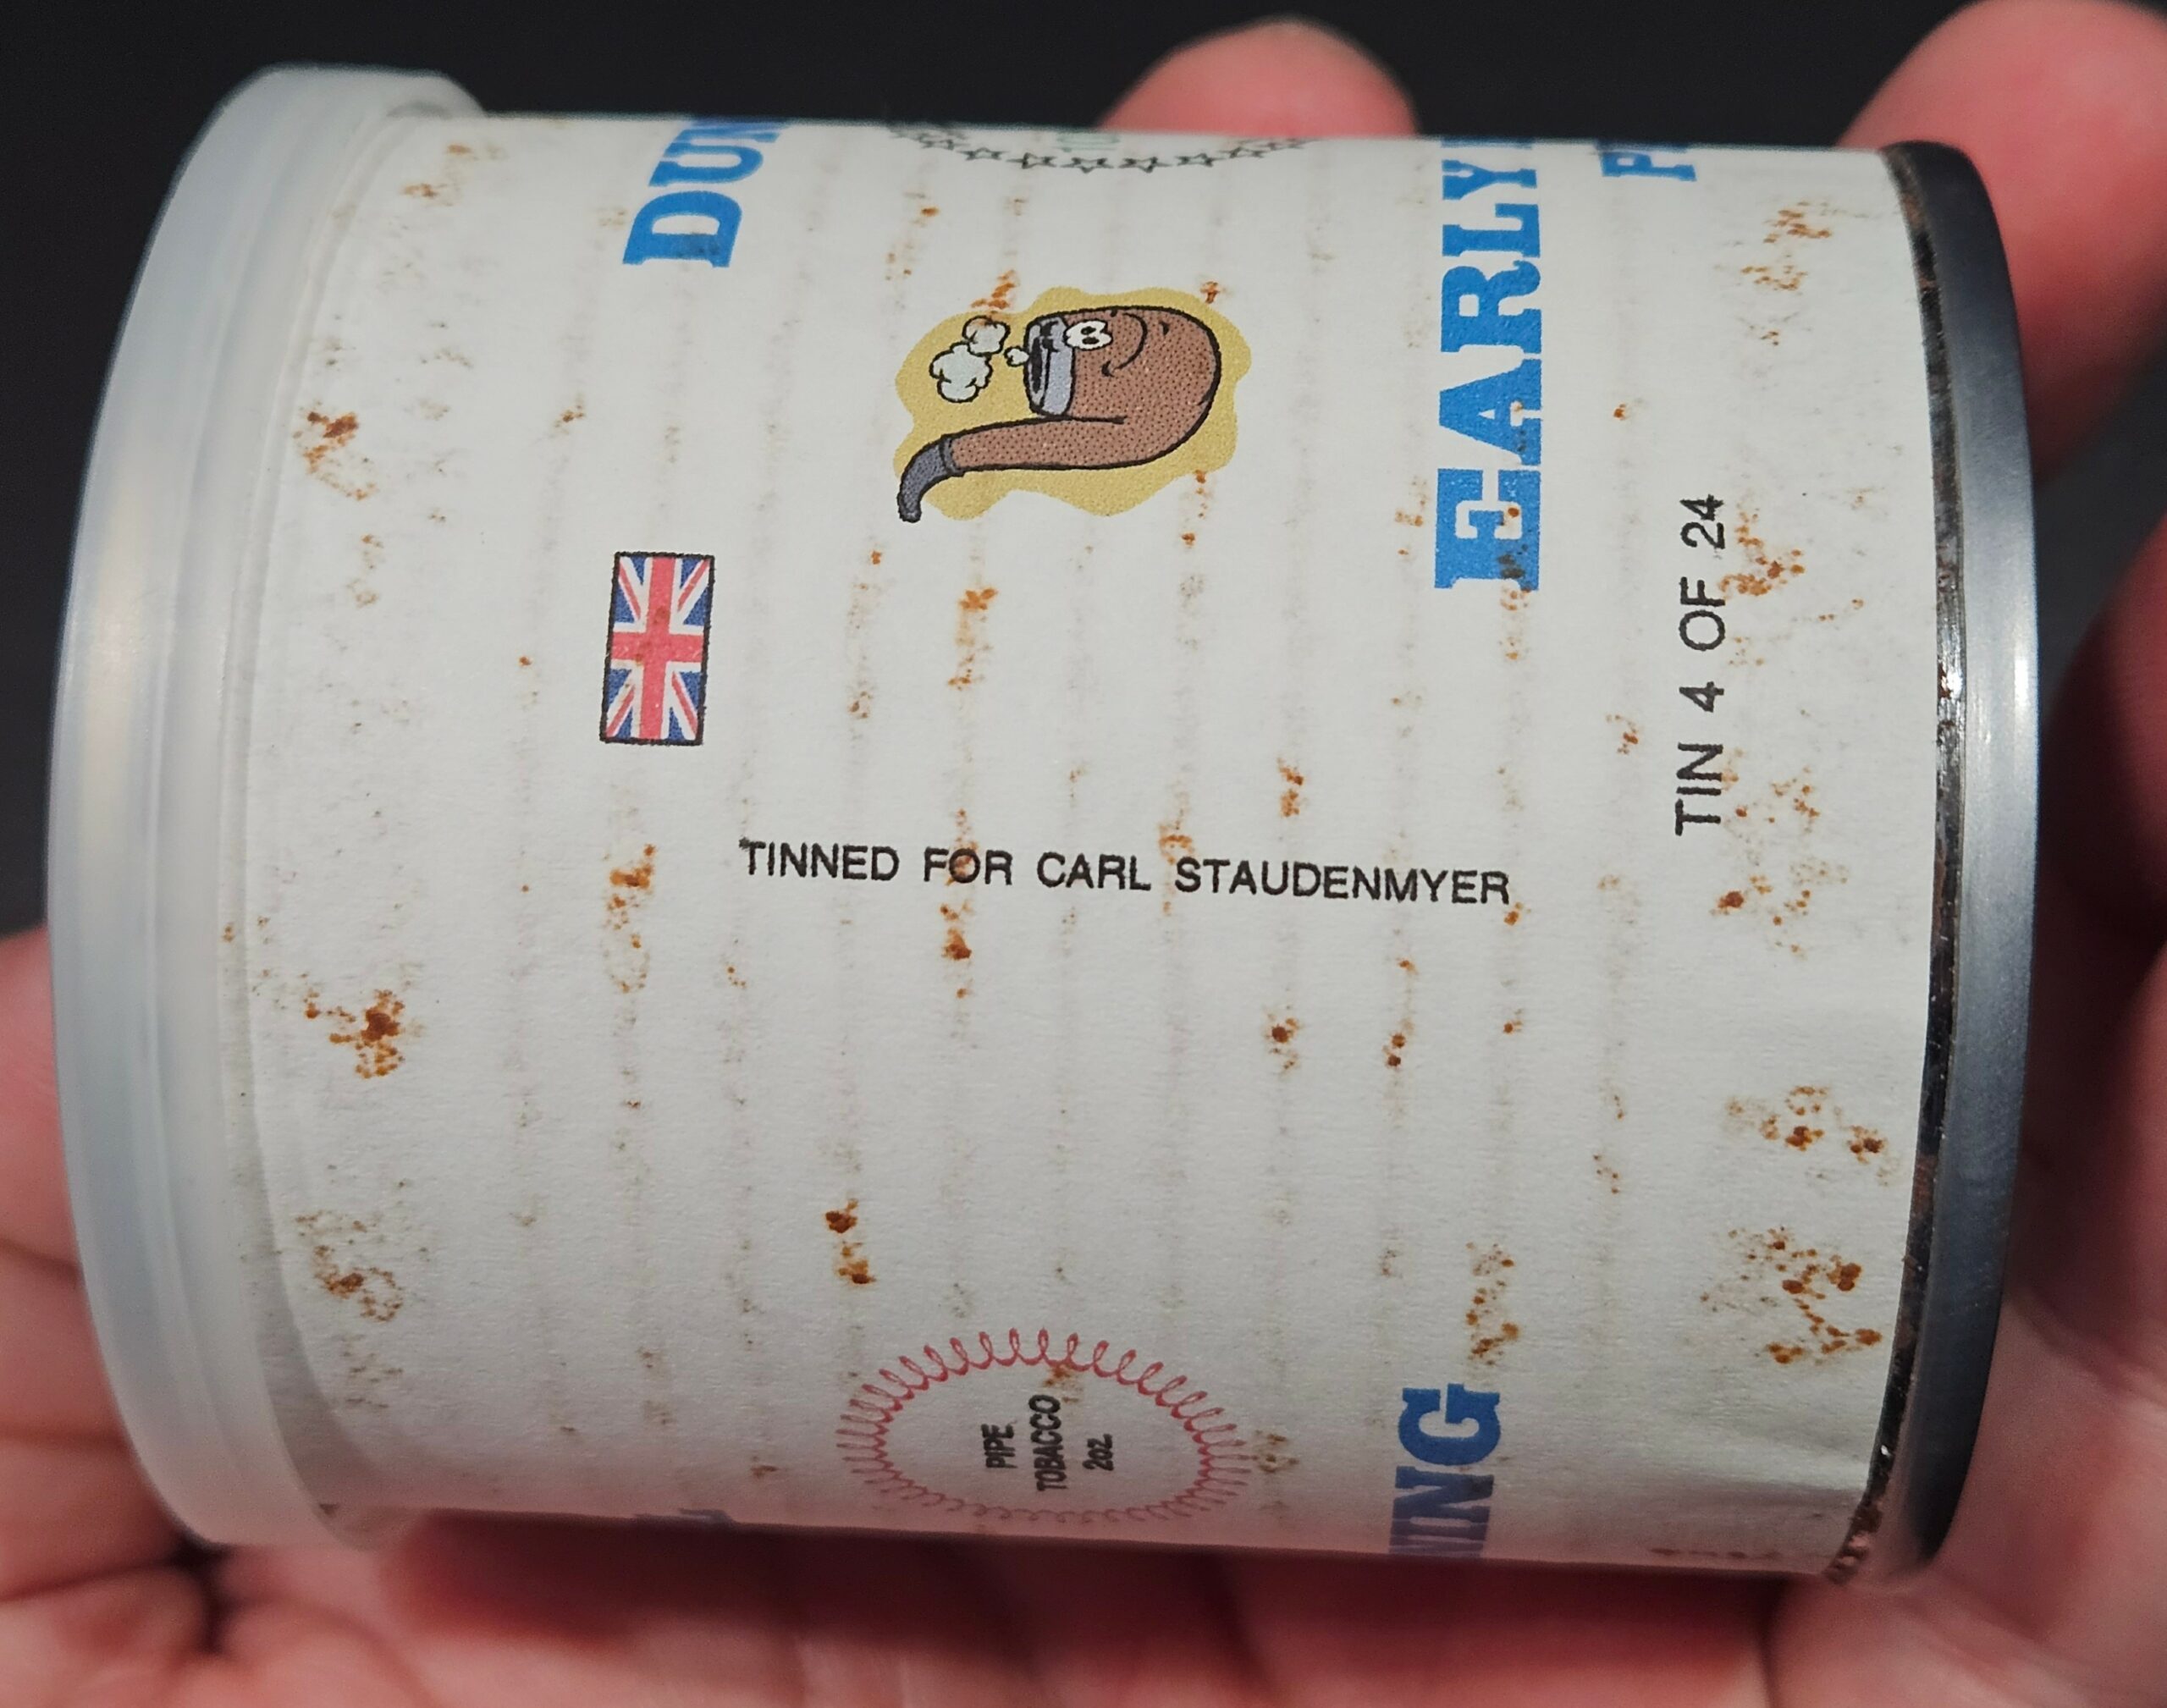 DUN
EARLY
TIN 4 OF 24
TINNED FOR CARL STAUDENMYER
PIPE
TOBACCO
2oz.
NING